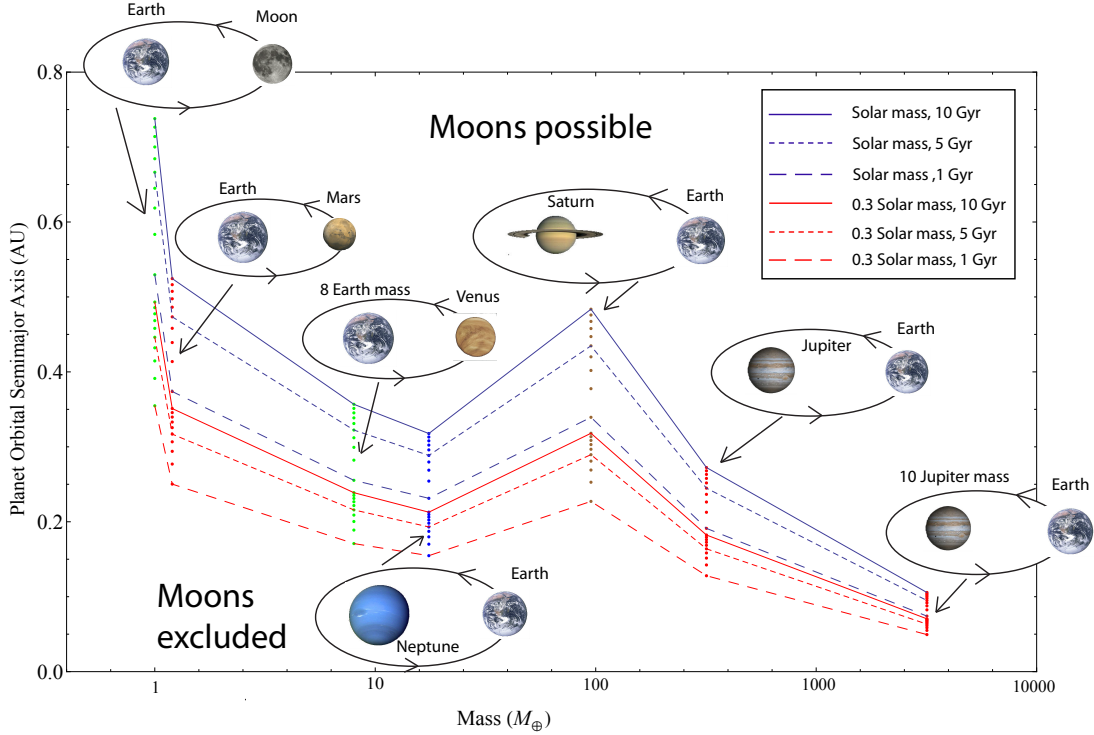 Earth
Moon
0.8
Moons possible
Solar mass, 10 Gyr
Solar mass, 5 Gyr
Solar mass ,1 Gyr
0.3 Solar mass, 10 Gyr
0.3 Solar mass, 5 Gyr
0.3 Solar mass, 1 Gyr
Earth
Mars
Saturn
Earth
0.6
8 Earth mass
Venus
Jupiter
Earth
0.4
10 Jupiter mass
Earth
0.2
Moons
excluded
Earth
Neptune
0.0
1
10
100
1000
10000
Planet Orbital Semimajor Axis (AU)
Mass (M⊕)